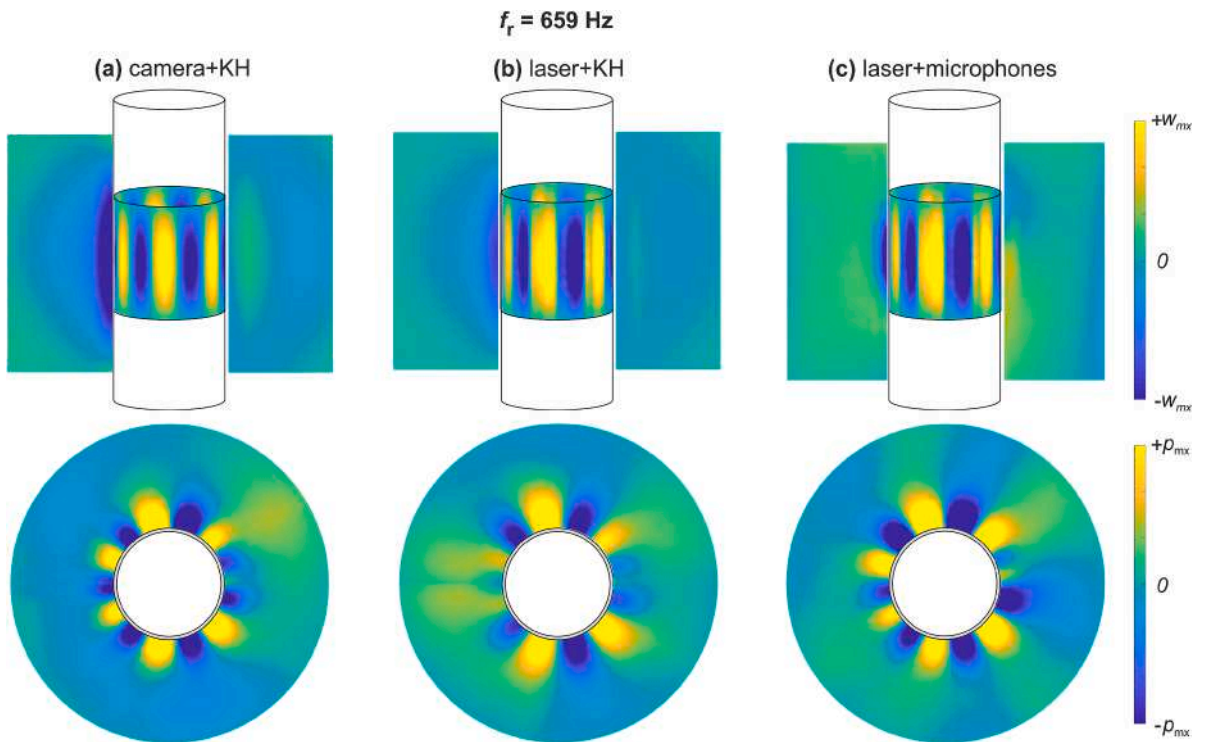 f_r = 659 Hz
(a) camera+KH
(b) laser+KH
(c) laser+microphones
+w_mx
0
-w_mx
+p_mx
0
-p_mx